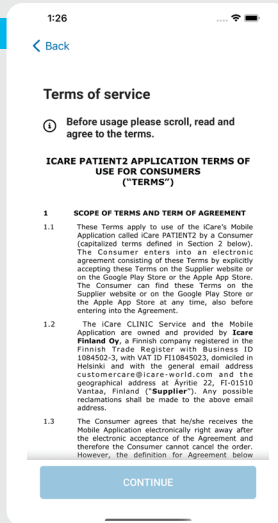 1:26
Back
Terms of service
Before usage please scroll, read and
agree to the terms.
ICARE PATIENT2 APPLICATION TERMS OF
USE FOR CONSUMERS
("TERMS")
1 SCOPE OF TERMS AND TERM OF AGREEMENT
1.1 These Terms apply to use of the iCare's Mobile
Application called iCare PATIENT2 by a Consumer
(capitalized terms defined in Section 2 below).
The Consumer enters into an electronic
agreement consisting of these Terms by explicitly
accepting these Terms on the Supplier website or
on the Google Play Store or the Apple App Store.
The Consumer can find these Terms on the
Supplier website or on the Google Play Store or
the Apple App Store at any time, also before
entering into the Agreement.
1.2 The iCare CLINIC Service and the Mobile
Application are owned and provided by Icare
Finland Oy, a Finnish company registered in the
Finnish Trade Register with Business ID
1084502-3, with VAT ID FI10845023, domiciled in
Helsinki and with the general email address
customercare@icare-world.com and the
geographical address at Äyritie 22, FI-01510
Vantaa, Finland ("Supplier"). Any possible
reclamations shall be made to the above email
address.
1.3 The Consumer agrees that he/she receives the
Mobile Application electronically right away after
the electronic acceptance of the Agreement and
therefore the Consumer cannot cancel the order.
However, the definition for Agreement below
CONTINUE